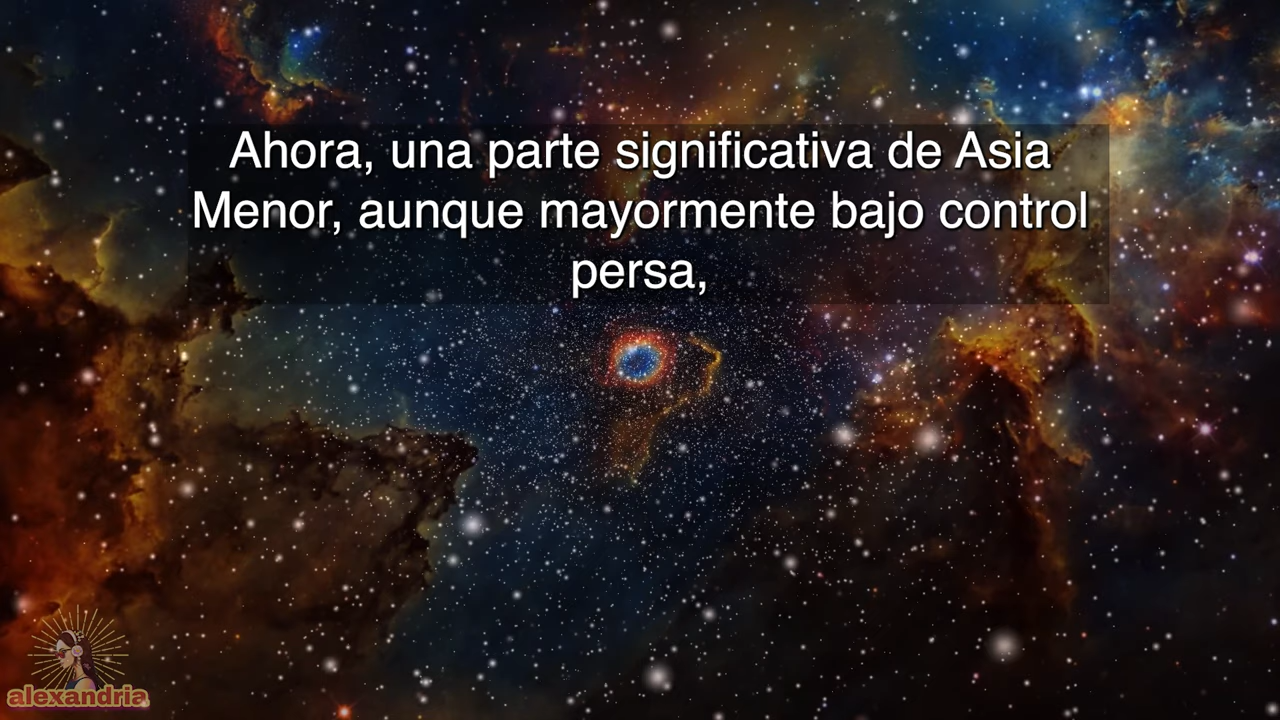 Ahora, una parte significativa de Asia
Menor, aunque mayormente bajo control
persa,
alexandria